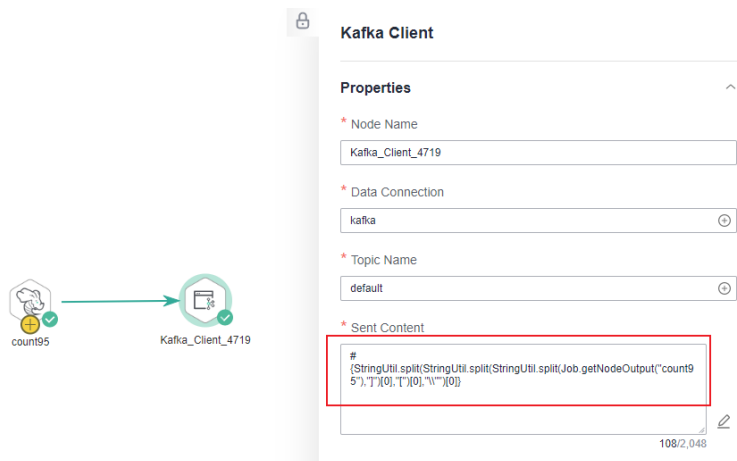 Kafka Client
Properties
* Node Name
Kafka_Client_4719
* Data Connection
kafka
* Topic Name
default
* Sent Content
#
{StringUtil.split(StringUtil.split(StringUtil.split(Job.getNodeOutput("count9
5"),"]")[0],"[")[0],"\\"")[0]}
108/2,048
count95
Kafka_Client_4719